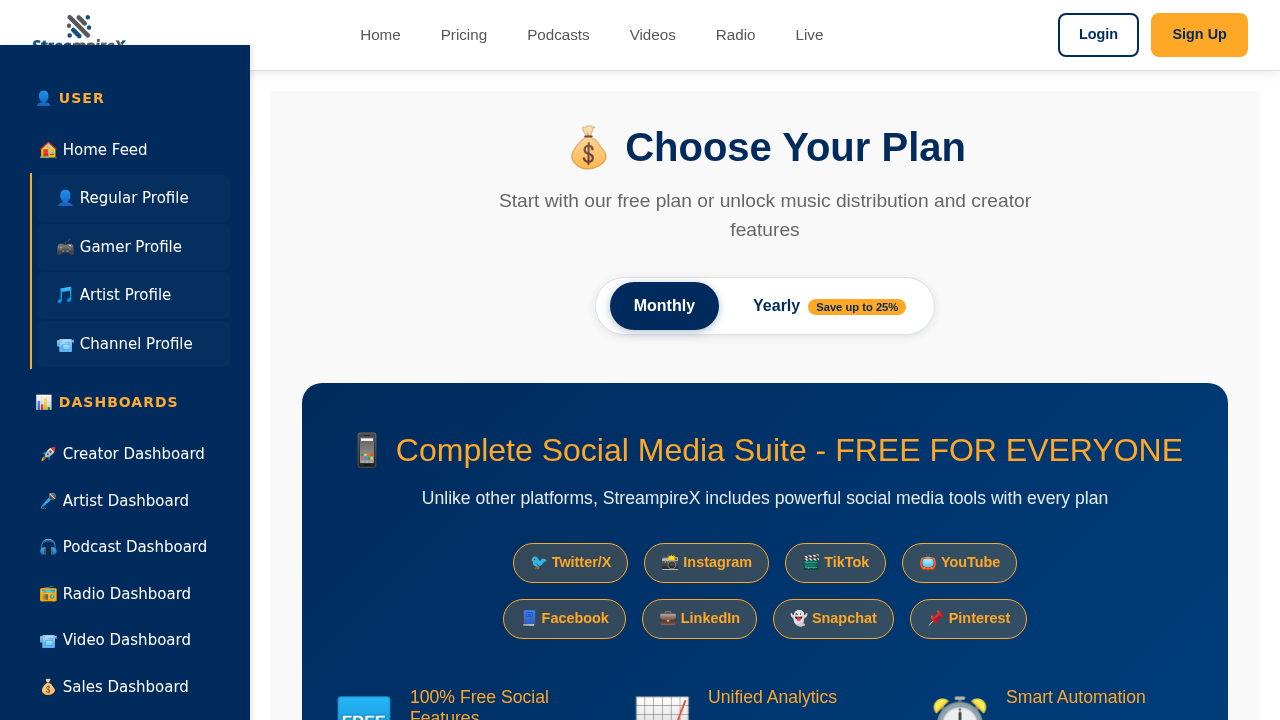 StreampireX
Home
Pricing
Podcasts
Videos
Radio
Live
Login
Sign Up
👤 USER
🏠 Home Feed
👤 Regular Profile
🎮 Gamer Profile
🎵 Artist Profile
📹 Channel Profile
📊 DASHBOARDS
🚀 Creator Dashboard
🎤 Artist Dashboard
🎧 Podcast Dashboard
📻 Radio Dashboard
📹 Video Dashboard
💰 Sales Dashboard
💰 Choose Your Plan
Start with our free plan or unlock music distribution and creator
features
Monthly
Yearly Save up to 25%
📱 Complete Social Media Suite - FREE FOR EVERYONE
Unlike other platforms, StreampireX includes powerful social media tools with every plan
🐦 Twitter/X
📸 Instagram
🎬 TikTok
📺 YouTube
📘 Facebook
💼 LinkedIn
👻 Snapchat
📌 Pinterest
🆓 100% Free Social
Features
📈 Unified Analytics
⏰ Smart Automation